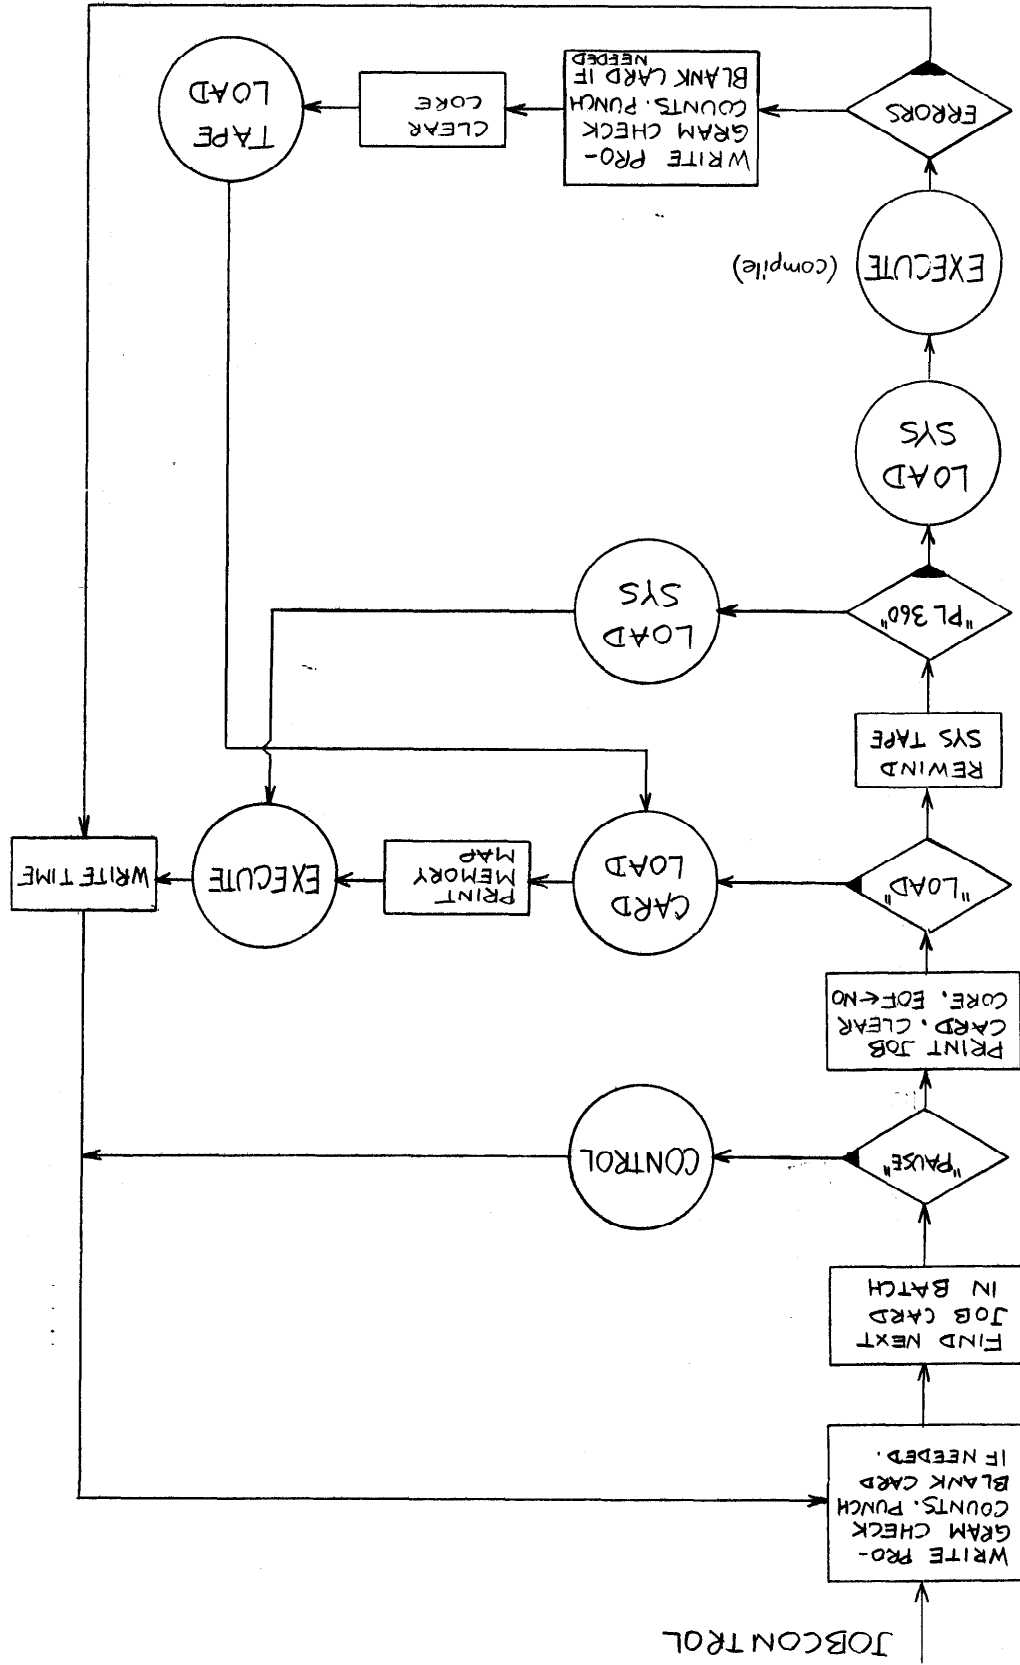 JOBCONTROL
WRITE PRO-
GRAM CHECK
COUNTS. PUNCH
BLANK CARD
IF NEEDED.
FIND NEXT
JOB CARD
IN BATCH
"PAUSE"
CONTROL
PRINT JOB
CARD. CLEAR
CORE. EOF←NO
"LOAD"
CARD
LOAD
PRINT
MEMORY
MAP
EXECUTE
WRITE TIME
REWIND
SYS TAPE
"PL360"
LOAD
SYS
LOAD
SYS
EXECUTE
(compile)
ERRORS
WRITE PRO-
GRAM CHECK
COUNTS. PUNCH
BLANK CARD IF
NEEDED
CLEAR
CORE
TAPE
LOAD